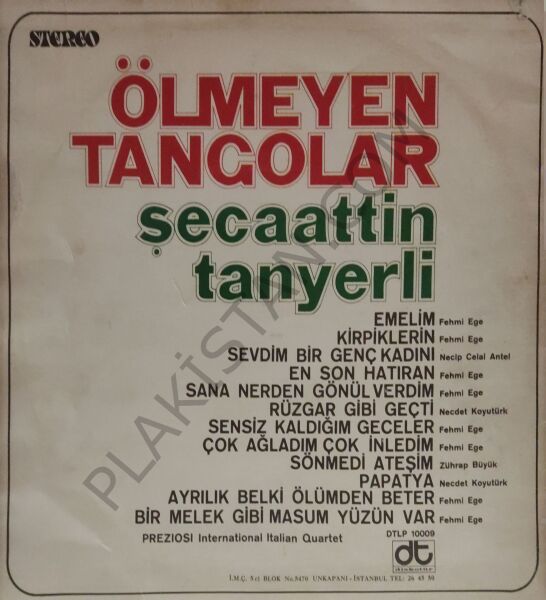 STEREO
ÖLMEYEN
TANGOLAR
şecaattin
tanyerli
EMELİM Fehmi Ege
KİRPİKLERİN Fehmi Ege
SEVDİM BİR GENÇ KADINI Necip Celal Antel
EN SON HATIRAN Fehmi Ege
SANA NERDEN GÖNÜL VERDİM Fehmi Ege
RÜZGAR GİBİ GEÇTİ Necdet Koyutürk
SENSİZ KALDIĞIM GECELER Fehmi Ege
ÇOK AĞLADIM ÇOK İNLEDİM Fehmi Ege
SÖNMEDİ ATEŞİM Zührap Büyük
PAPATYA Necdet Koyutürk
AYRILIK BELKİ ÖLÜMDEN BETER Fehmi Ege
BİR MELEK GİBİ MASUM YÜZÜN VAR Fehmi Ege
PREZIOSI International Italian Quartet
DTLP 10009
dt
diskotür
İ.M.Ç. 5 ci BLOK No.5470 UNKAPANI - İSTANBUL TEL: 26 45 50
PLAKİSTAN.COM